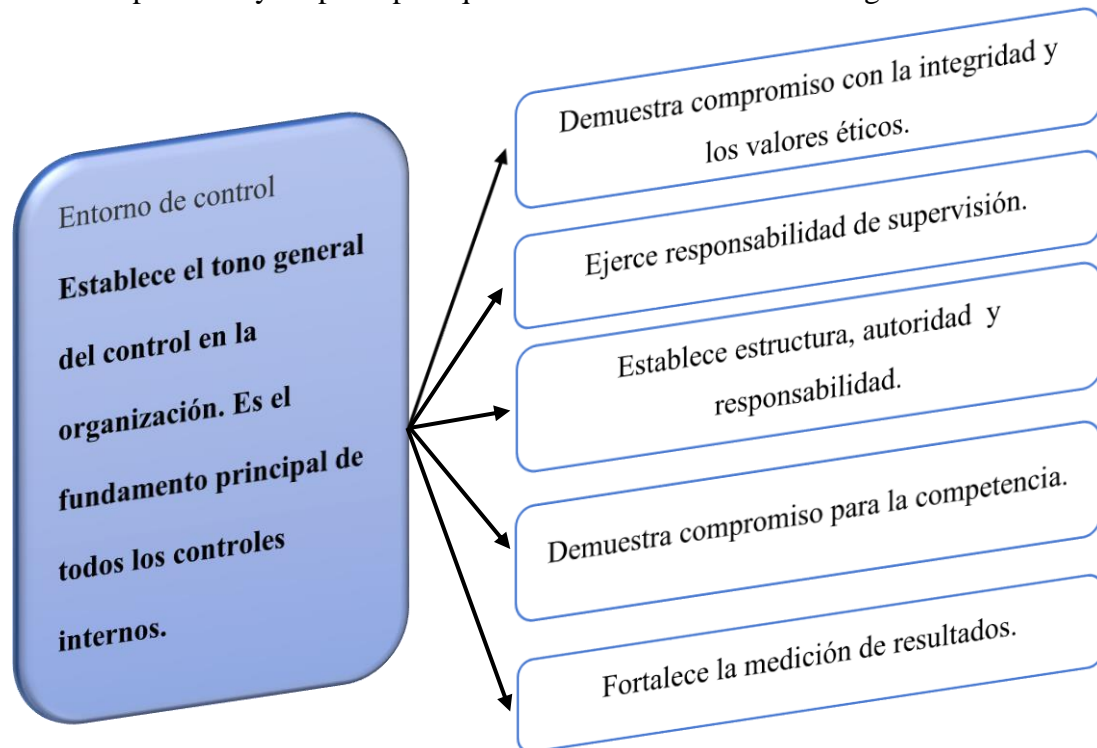 Entorno de control
Establece el tono general
del control en la
organización. Es el
fundamento principal de
todos los controles
internos.
Demuestra compromiso con la integridad y
los valores éticos.
Ejerce responsabilidad de supervisión.
Establece estructura, autoridad y
responsabilidad.
Demuestra compromiso para la competencia.
Fortalece la medición de resultados.